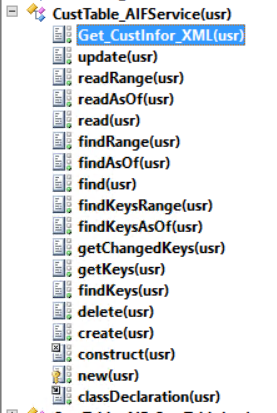 CustTable_AIFService(usr)
Get_CustInfor_XML(usr)
update(usr)
readRange(usr)
readAsOf(usr)
read(usr)
findRange(usr)
findAsOf(usr)
find(usr)
findKeysRange(usr)
findKeysAsOf(usr)
getChangedKeys(usr)
getKeys(usr)
findKeys(usr)
delete(usr)
create(usr)
construct(usr)
new(usr)
classDeclaration(usr)